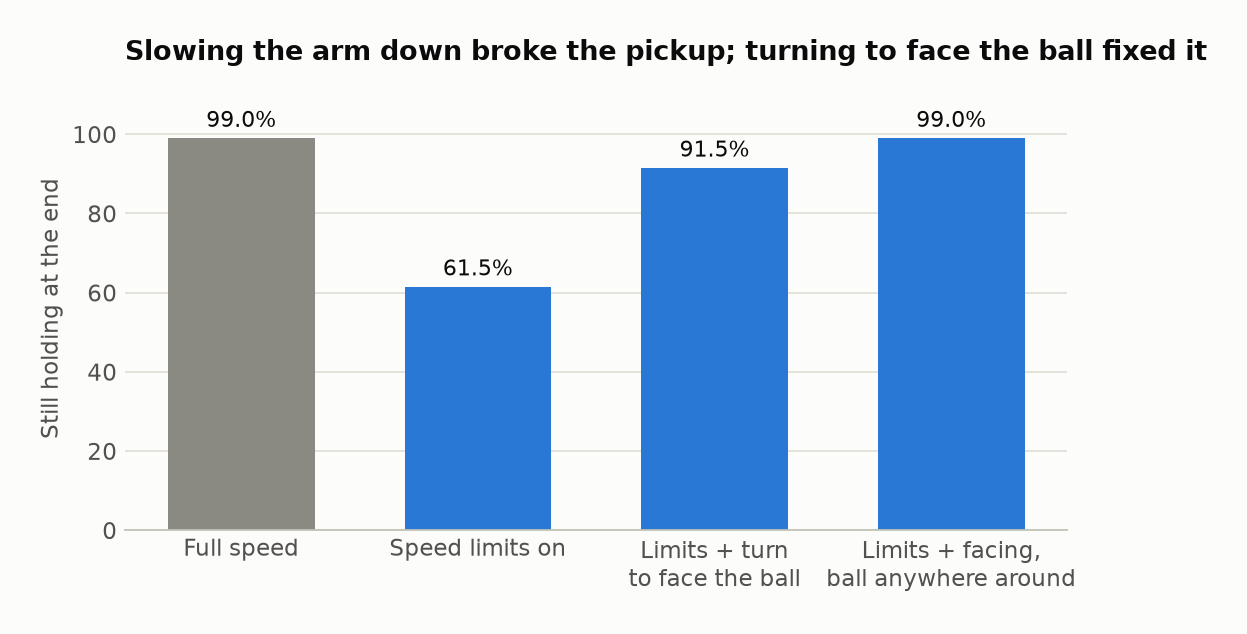 Slowing the arm down broke the pickup; turning to face the ball fixed it
Still holding at the end
100
80
60
40
20
0
99.0%
61.5%
91.5%
99.0%
Full speed
Speed limits on
Limits + turn
to face the ball
Limits + facing,
ball anywhere around